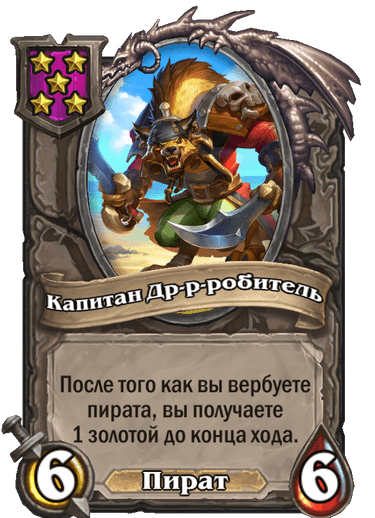 Капитан Др-р-робитель
После того как вы вербуете
пирата, вы получаете
1 золотой до конца хода.
6
Пират
6